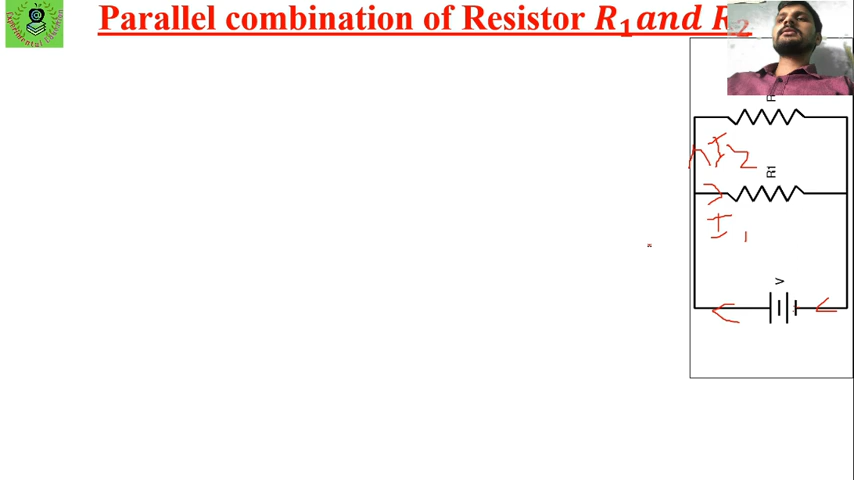 Parallel combination of Resistor R₁ and R₂
I₂
R1
I₁
V